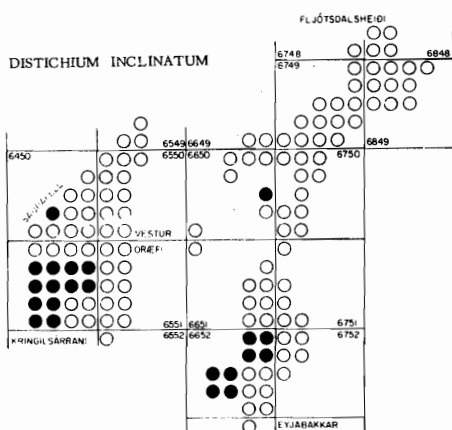 FLJÓTSDALSHEIÐI
DISTICHIUM INCLINATUM
6748 6848
6749
6549 6649 6849
6450 6550 6650 6750
VESTUR
ÖRÆFI
6551 6651 6751
KRINGILSÁRRANI 6552 6652 6752
EYJABAKKAR